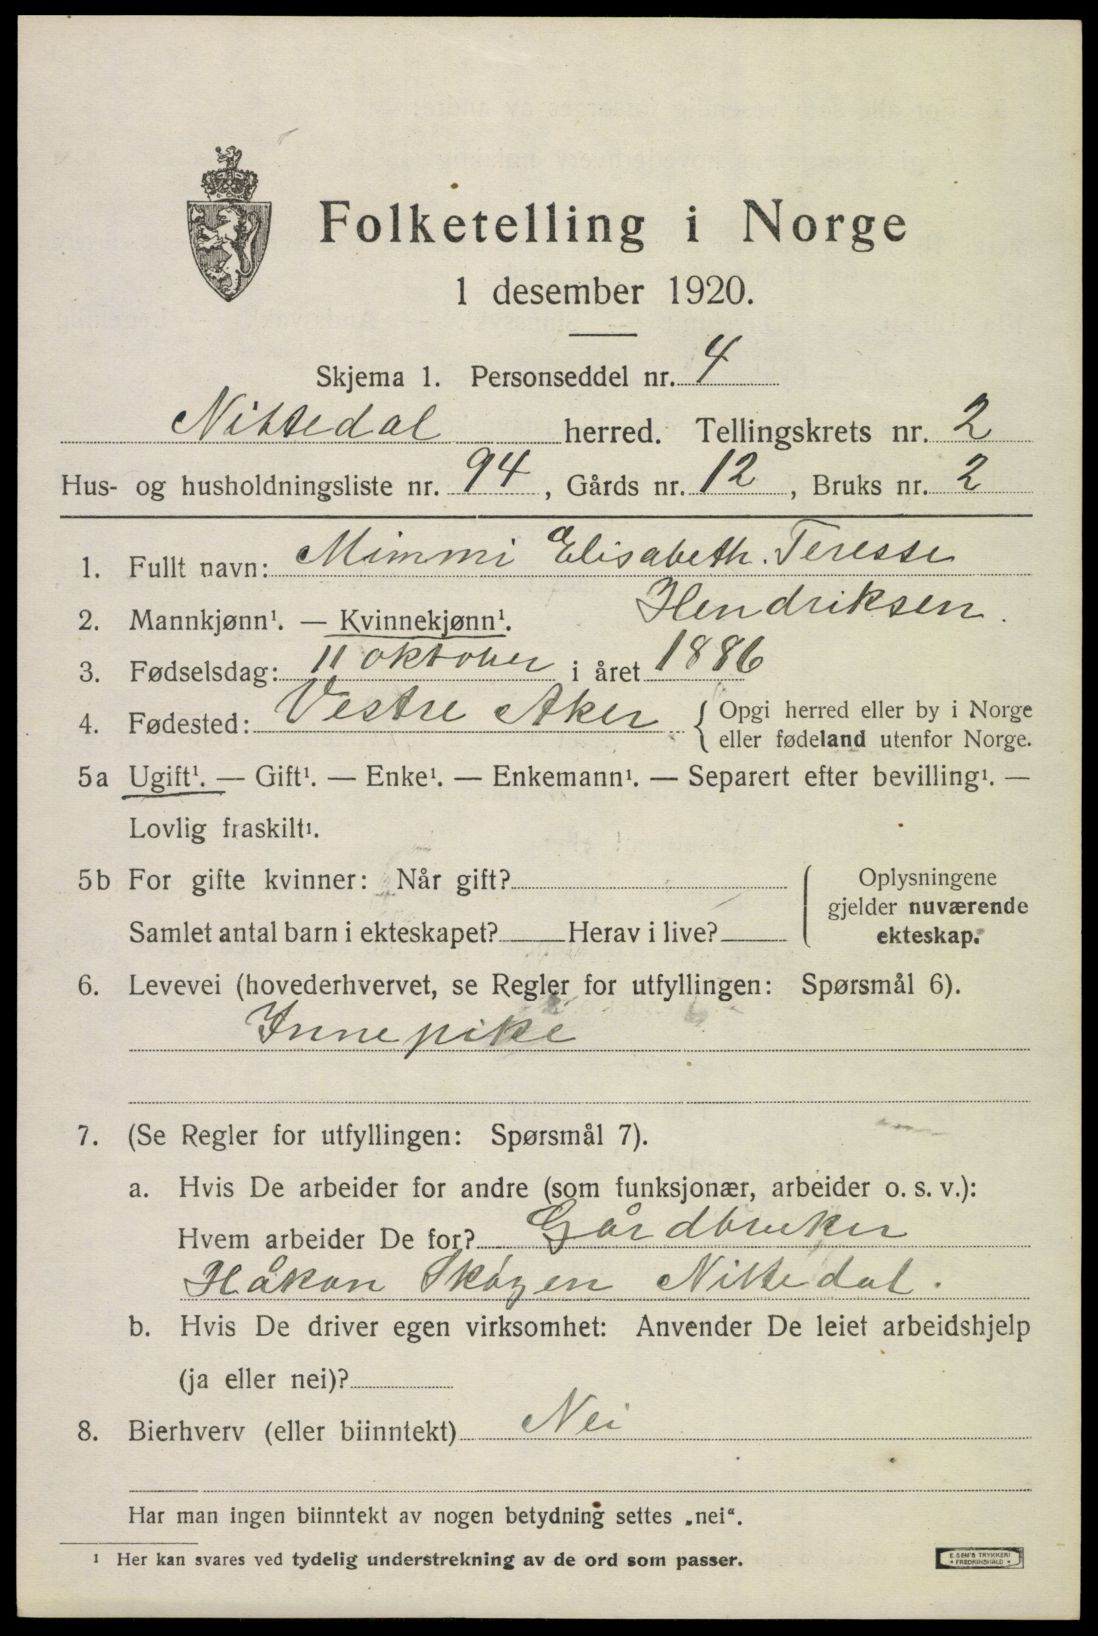 Folketelling i Norge
1 desember 1920.
Skjema 1. Personseddel nr. 4
Nittedal herred. Tellingskrets nr. 2
Hus- og husholdningsliste nr. 94, Gårds nr. 12, Bruks nr. 2
1. Fullt navn: Mimmi Elisabeth. Teresse
Hendriksen.
2. Mannkjønn¹. — Kvinnekjønn¹.
3. Fødselsdag: 11 oktober i året 1886
4. Fødested: Vestre Aker { Opgi herred eller by i Norge
eller fødeland utenfor Norge.
5a Ugift¹. — Gift¹. — Enke¹. — Enkemann¹. — Separert efter bevilling¹. —
Lovlig fraskilt¹.
5b For gifte kvinner: Når gift?
Samlet antal barn i ekteskapet? Herav i live?
Oplysningene
gjelder nuværende
ekteskap.
6. Levevei (hovederhvervet, se Regler for utfyllingen: Spørsmål 6).
Innepike
7. (Se Regler for utfyllingen: Spørsmål 7).
a. Hvis De arbeider for andre (som funksjonær, arbeider o. s. v.):
Hvem arbeider De for? Gårdbruker
Håkon Skøyen Nittedal.
b. Hvis De driver egen virksomhet: Anvender De leiet arbeidshjelp
(ja eller nei)?
8. Bierhverv (eller biinntekt) Nei
Har man ingen biinntekt av nogen betydning settes „nei“.
¹ Her kan svares ved tydelig understrekning av de ord som passer.
E. SEM'S TRYKKERI
• FREDRIKSHALD •